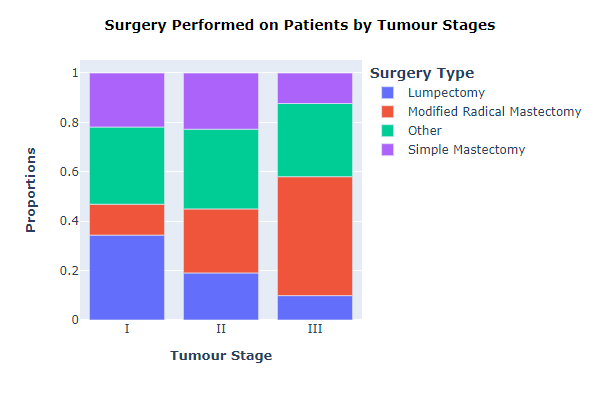 Surgery Performed on Patients by Tumour Stages
Surgery Type
Lumpectomy
Modified Radical Mastectomy
Other
Simple Mastectomy
Proportions
1
0.8
0.6
0.4
0.2
0
I II III
Tumour Stage